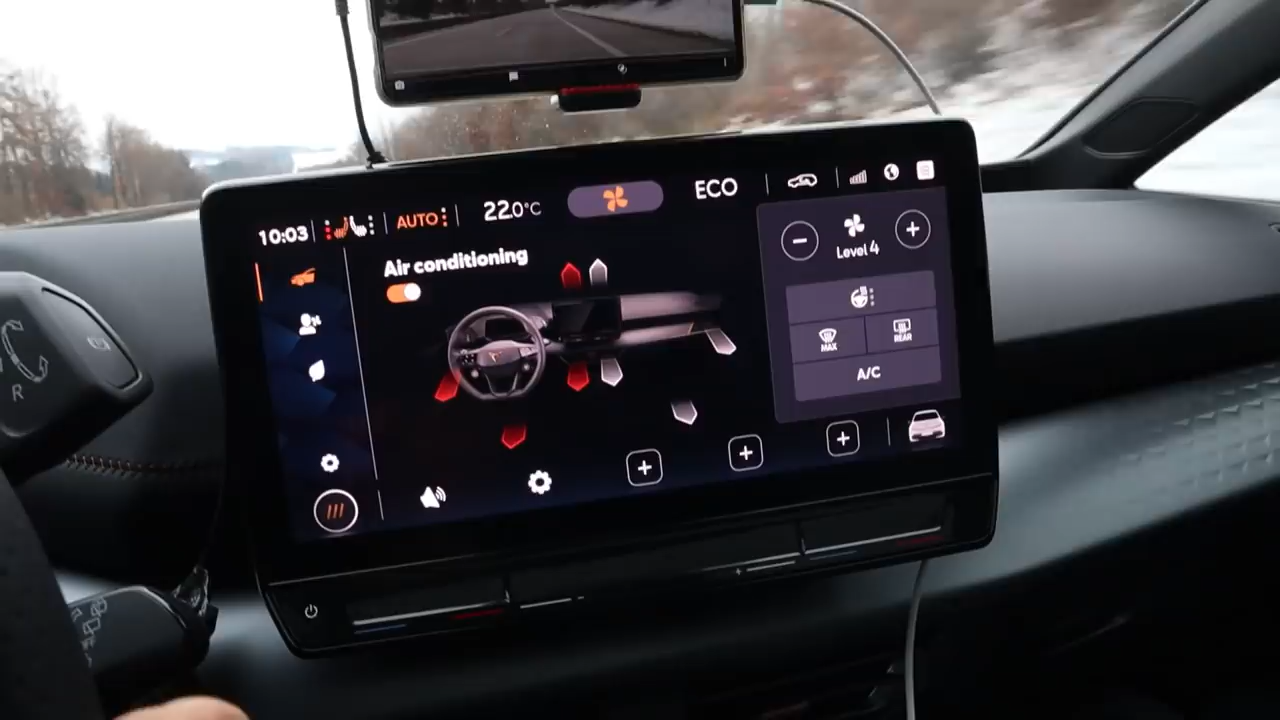 10:03
AUTO
22.0°C
ECO
Air conditioning
Level 4
MAX
REAR
A/C
R